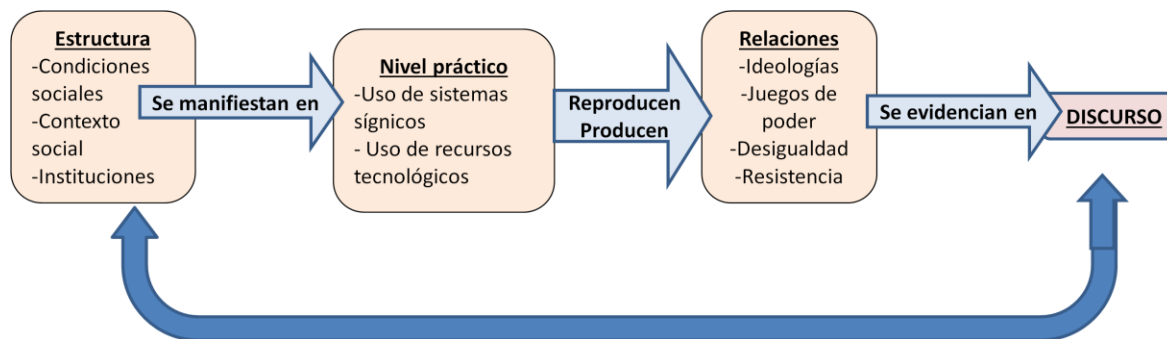 Estructura
-Condiciones
sociales
-Contexto
social
-Instituciones
Se manifiestan en
Nivel práctico
-Uso de sistemas
sígnicos
- Uso de recursos
tecnológicos
Reproducen
Producen
Relaciones
-Ideologías
-Juegos de
poder
-Desigualdad
-Resistencia
Se evidencian en
DISCURSO